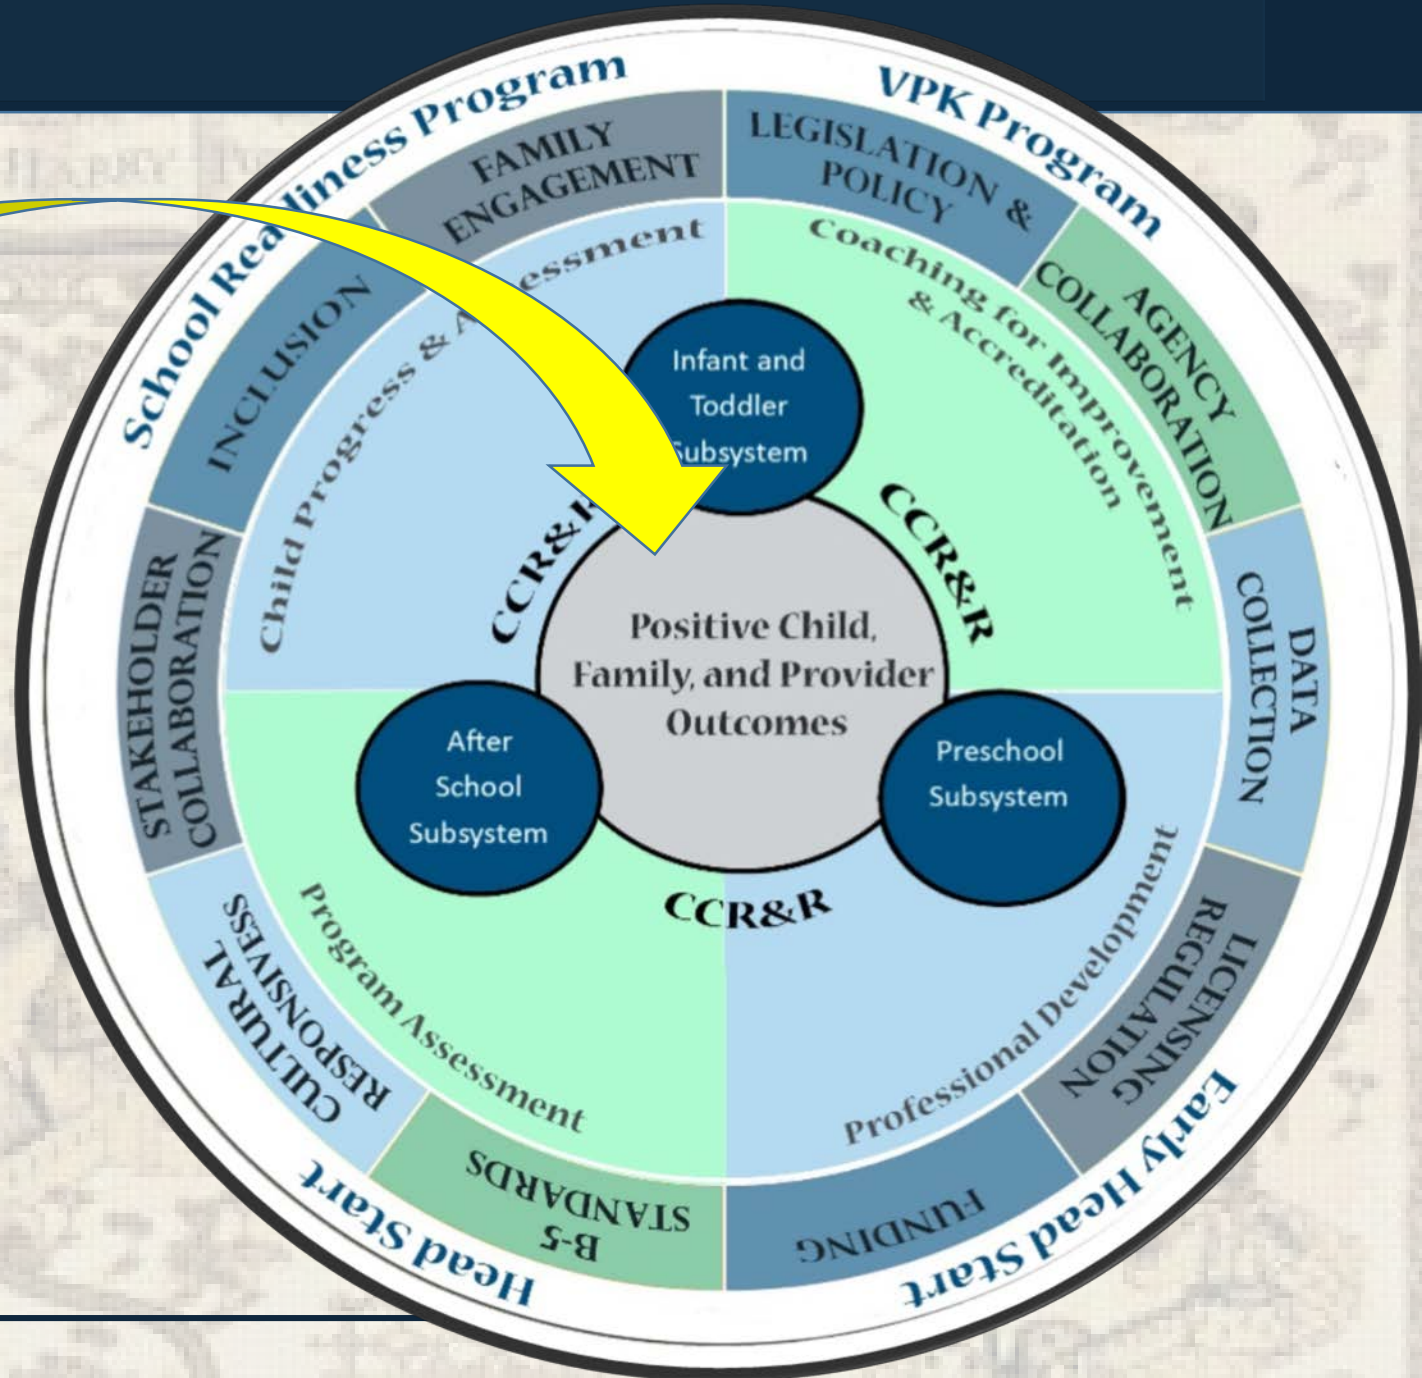 School Readiness Program
VPK Program
Early Head Start
Head Start
FAMILY
ENGAGEMENT
LEGISLATION &
POLICY
AGENCY
COLLABORATION
DATA
COLLECTION
LICENSING
REGULATION
FUNDING
B-5
STANDARDS
CULTURAL
RESPONSIVESS
STAKEHOLDER
COLLABORATION
INCLUSION
Child Progress & Assessment
Coaching for Improvement
& Accreditation
Professional Development
Program Assessment
CCR&R
CCR&R
CCR&R
Infant and
Toddler
Subsystem
Positive Child,
Family, and Provider
Outcomes
After
School
Subsystem
Preschool
Subsystem
HARRY